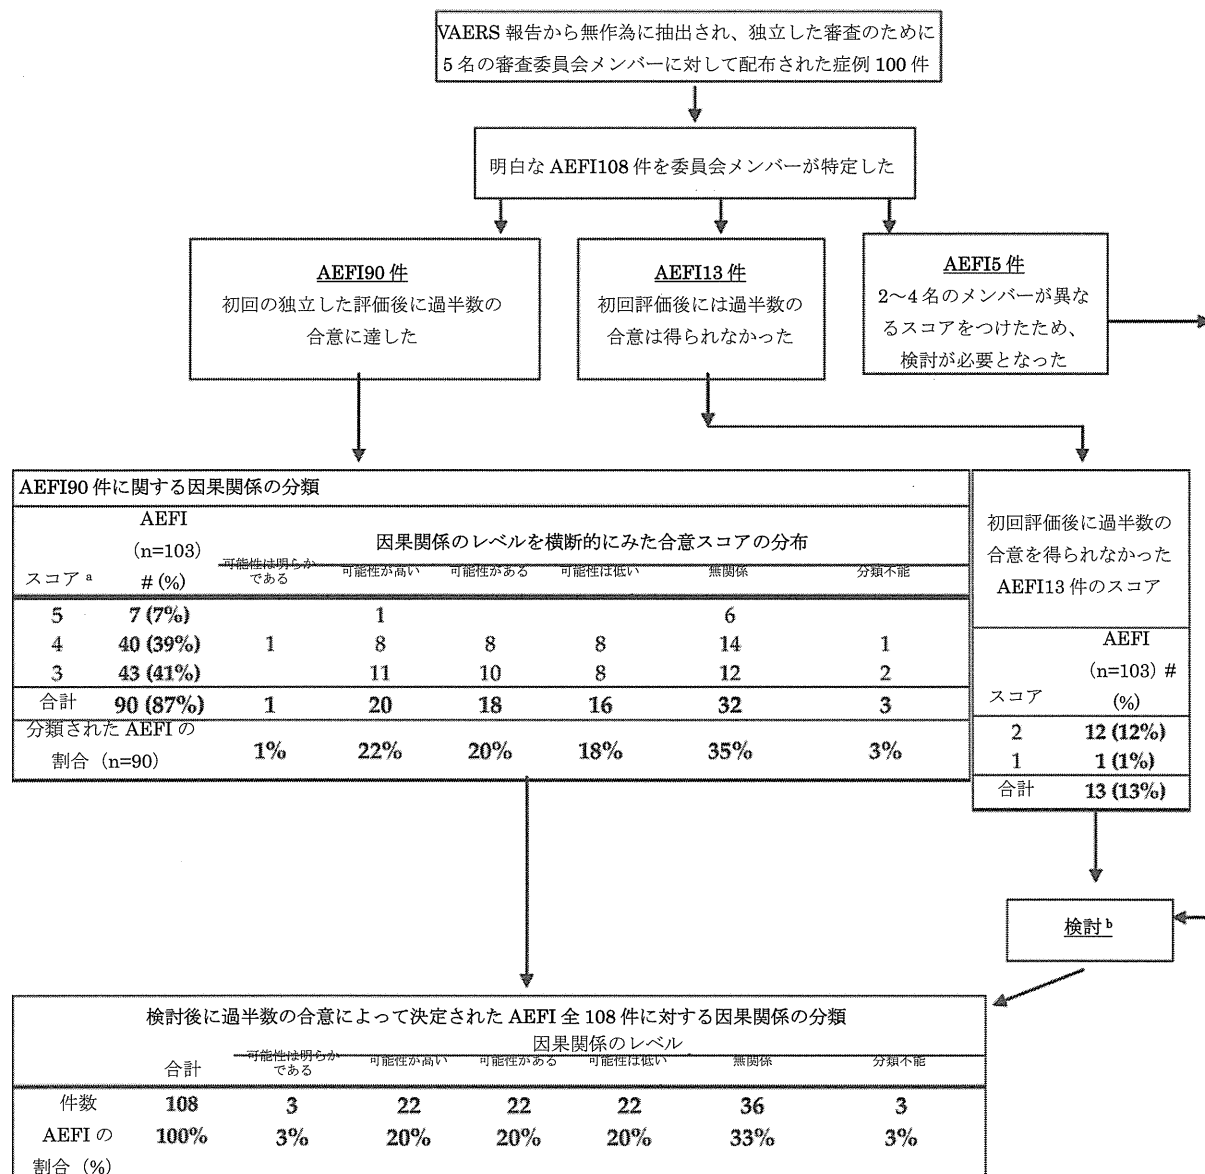 VAERS 報告から無作為に抽出され、独立した審査のために
5 名の審査委員会メンバーに対して配布された症例 100 件
明白な AEFI108 件を委員会メンバーが特定した
AEFI90 件
初回の独立した評価後に過半数の
合意に達した
AEFI13 件
初回評価後には過半数の
合意は得られなかった
AEFI5 件
2～4 名のメンバーが異な
るスコアをつけたため、
検討が必要となった
AEFI90 件に関する因果関係の分類
AEFI
（n=103）
スコア a # (%)
因果関係のレベルを横断的にみた合意スコアの分布
可能性は明らか
である 可能性が高い 可能性がある 可能性は低い 無関係 分類不能
5 7 (7%) 1 6
4 40 (39%) 1 8 8 8 14 1
3 43 (41%) 11 10 8 12 2
合計 90 (87%) 1 20 18 16 32 3
分類された AEFI の
割合（n=90） 1% 22% 20% 18% 35% 3%
初回評価後に過半数の
合意を得られなかった
AEFI13 件のスコア
AEFI
（n=103）#
スコア (%)
2 12 (12%)
1 1 (1%)
合計 13 (13%)
検討 b
検討後に過半数の合意によって決定された AEFI 全 108 件に対する因果関係の分類
因果関係のレベル
可能性は明らか
合計 である 可能性が高い 可能性がある 可能性は低い 無関係 分類不能
件数 108 3 22 22 22 36 3
AEFI の 100% 3% 20% 20% 20% 33% 3%
割合（%）